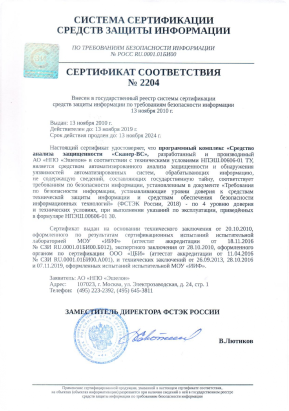 СИСТЕМА СЕРТИФИКАЦИИ
СРЕДСТВ ЗАЩИТЫ ИНФОРМАЦИИ
ПО ТРЕБОВАНИЯМ БЕЗОПАСНОСТИ ИНФОРМАЦИИ
№ РОСС RU.0001.01БИ00
СЕРТИФИКАТ СООТВЕТСТВИЯ
№ 2204
Внесен в государственный реестр системы сертификации
средств защиты информации по требованиям безопасности информации
13 ноября 2010 г.
Выдан: 13 ноября 2010 г.
Действителен до: 13 ноября 2019 г.
Срок действия продлен до: 13 ноября 2024 г.
Настоящий сертификат удостоверяет, что программный комплекс «Средство
анализа защищенности «Сканер-ВС», разработанный и производимый
АО «НПО «Эшелон» в соответствии с техническими условиями НПЭШ.00606-01 ТУ,
является средством автоматизированного анализа защищенности и обнаружения
уязвимостей автоматизированных систем, обрабатывающих информацию,
не содержащую сведений, составляющих государственную тайну, соответствует
требованиям по безопасности информации, установленным в документе «Требования
по безопасности информации, устанавливающие уровни доверия к средствам
технической защиты информации и средствам обеспечения безопасности
информационных технологий» (ФСТЭК России, 2018) - по 4 уровню доверия
и технических условиях, при выполнении указаний по эксплуатации, приведённых
в формуляре НПЭШ.00606-01 30.
Сертификат выдан на основании технического заключения от 20.10.2010,
оформленного по результатам сертификационных испытаний испытательной
лабораторией МОУ «ИИФ» (аттестат аккредитации от 18.11.2016
№ СЗИ RU.0001.01БИ00.Б012), экспертного заключения от 28.10.2010, оформленного
органом по сертификации ООО «ЦБИ» (аттестат аккредитации от 11.04.2016
№ СЗИ RU.0001.01БИ00.А001), и технических заключений от 26.09.2013, 28.10.2016
и 07.11.2019, оформленных испытательной лабораторией МОУ «ИИФ».
Заявитель: АО «НПО «Эшелон»
Адрес: 107023, г. Москва, ул. Электрозаводская, д. 24, стр. 1
Телефон: (495) 223-2392, (495) 645-3811
ЗАМЕСТИТЕЛЬ ДИРЕКТОРА ФСТЭК РОССИИ
В.Лютиков